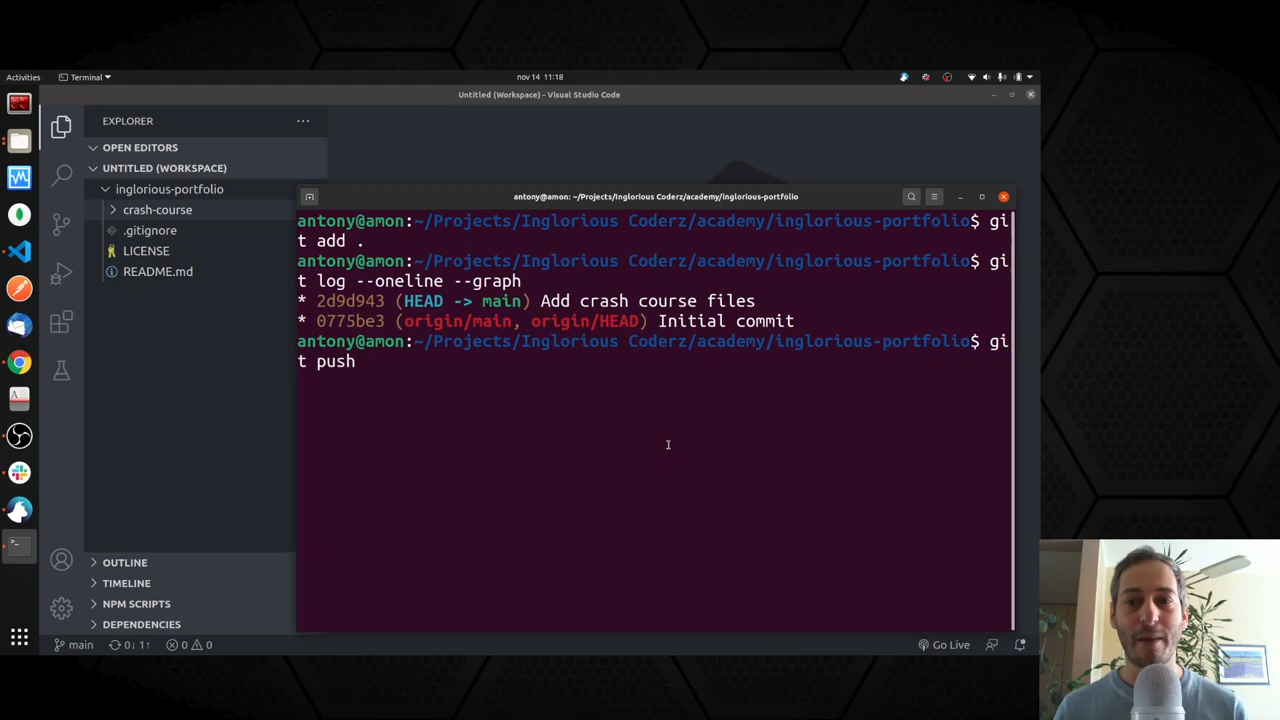 Activities
Terminal
nov 14 11:18
Untitled (Workspace) - Visual Studio Code
EXPLORER
OPEN EDITORS
UNTITLED (WORKSPACE)
inglorious-portfolio
crash-course
.gitignore
LICENSE
README.md
OUTLINE
TIMELINE
NPM SCRIPTS
DEPENDENCIES
antony@amon: ~/Projects/Inglorious Coderz/academy/inglorious-portfolio
antony@amon:~/Projects/Inglorious Coderz/academy/inglorious-portfolio$ gi
t add .
antony@amon:~/Projects/Inglorious Coderz/academy/inglorious-portfolio$ gi
t log --oneline --graph
* 2d9d943 (HEAD -> main) Add crash course files
* 0775be3 (origin/main, origin/HEAD) Initial commit
antony@amon:~/Projects/Inglorious Coderz/academy/inglorious-portfolio$ gi
t push
main 0↓ 1↑ 0 0 Go Live